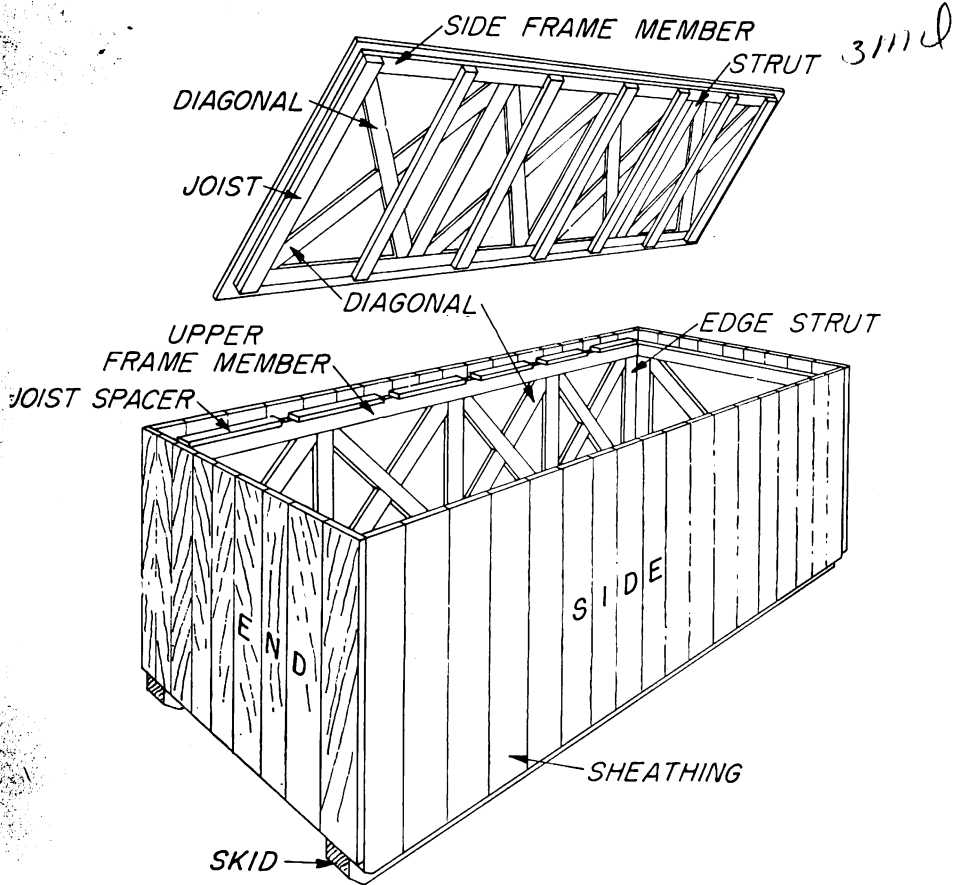 SIDE FRAME MEMBER
STRUT
DIAGONAL
JOIST
DIAGONAL
UPPER
FRAME MEMBER
EDGE STRUT
JOIST SPACER
SIDE
END
SHEATHING
SKID